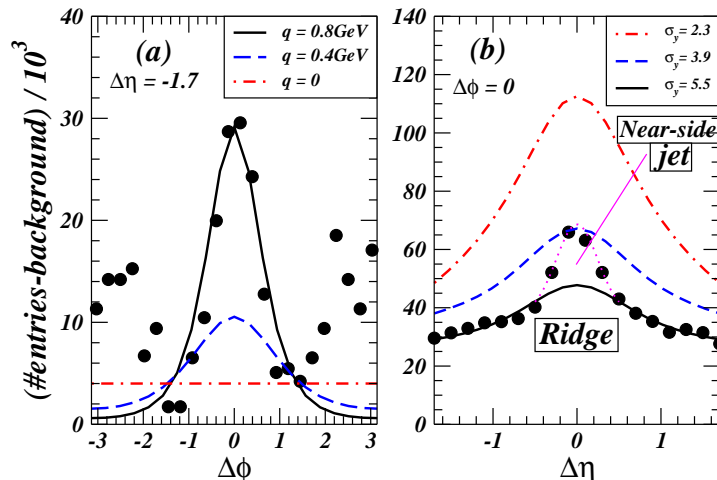 (#entries-background) / 10³
(a)
Δη = -1.7
q = 0.8GeV
q = 0.4GeV
q = 0
40
30
20
10
0
-3 -2 -1 0 1 2 3
Δϕ
(b)
Δϕ = 0
σy = 2.3
σy = 3.9
σy = 5.5
Near-side
jet
Ridge
140
120
100
80
60
40
20
0
-1 0 1
Δη